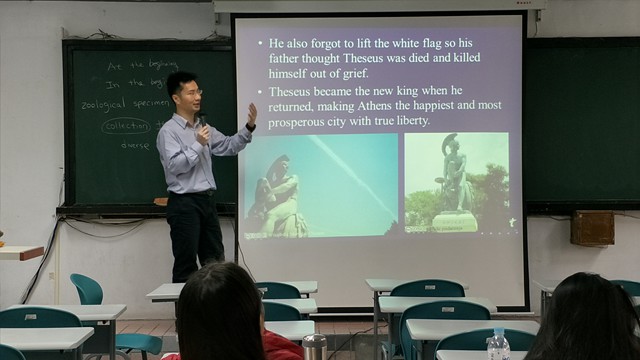 At the beginning
In the beg
zoological specimen
collection
diverse
• He also forgot to lift the white flag so his
father thought Theseus was died and killed
himself out of grief.
• Theseus became the new king when he
returned, making Athens the happiest and most
prosperous city with true liberty.